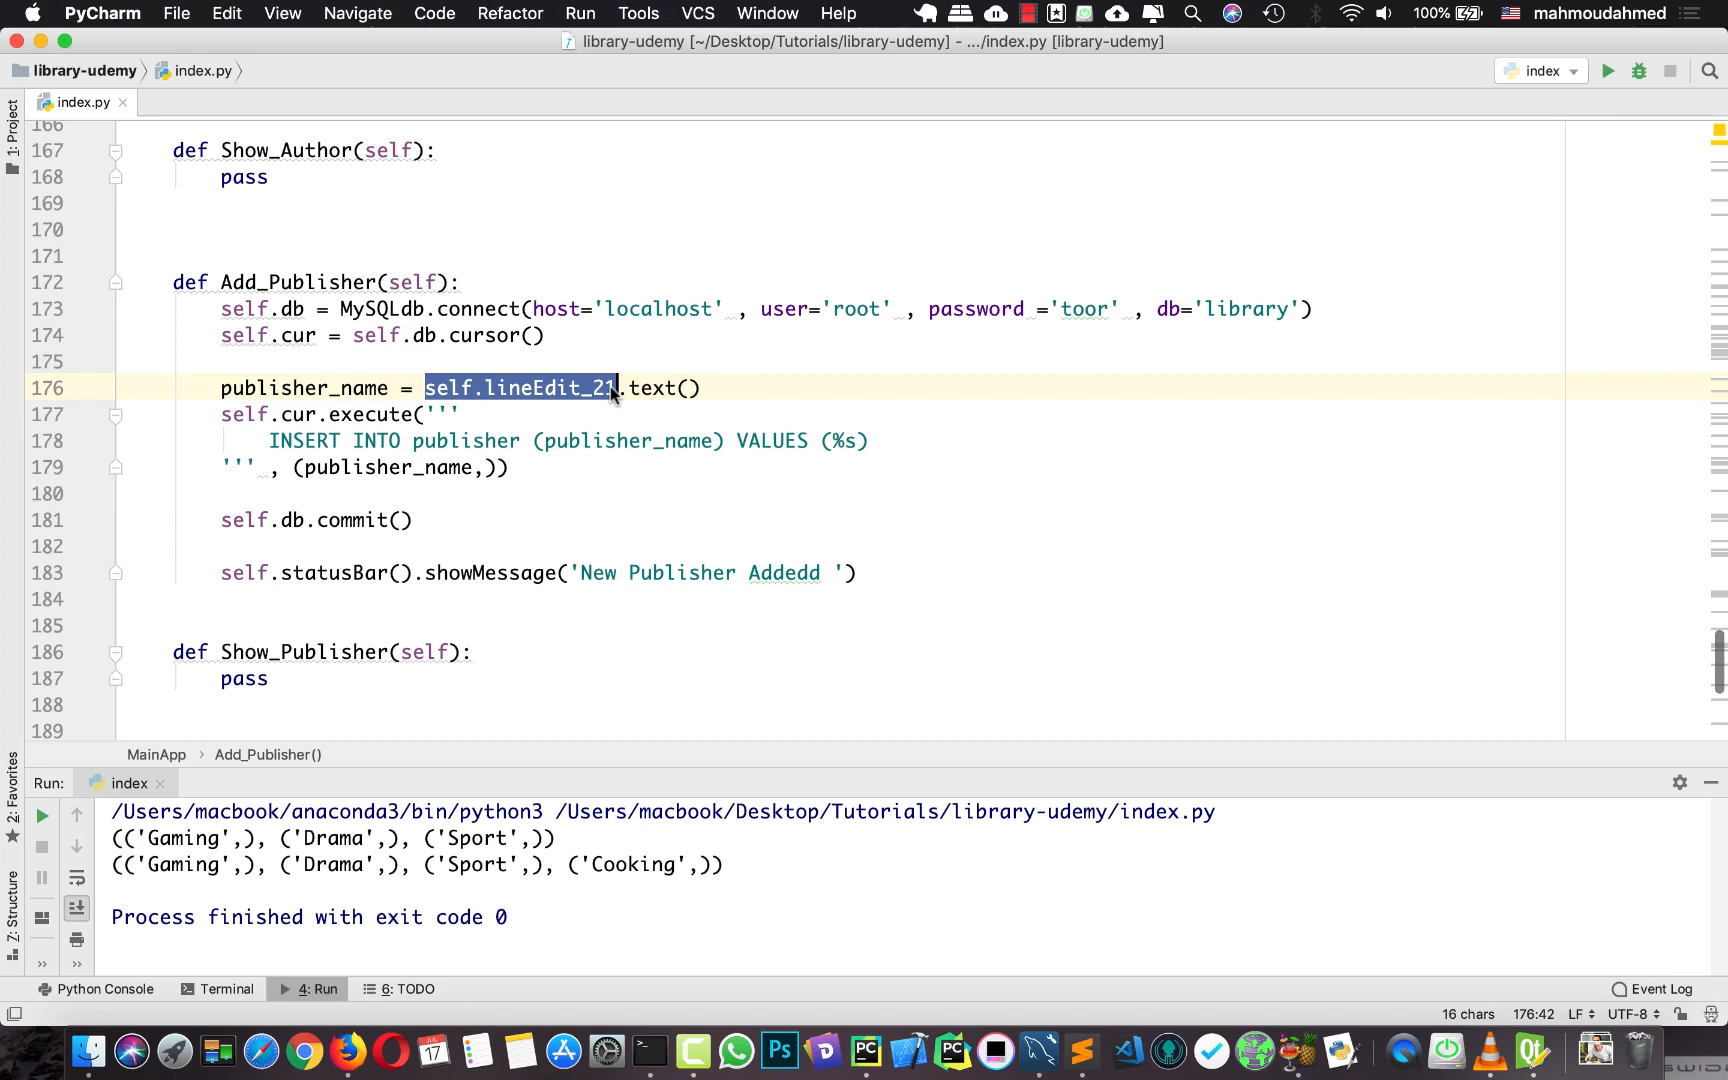 PyCharm File Edit View Navigate Code Refactor Run Tools VCS Window Help 100% mahmoudahmed
library-udemy [~/Desktop/Tutorials/library-udemy] - .../index.py [library-udemy]
library-udemy index.py index
1: Project
index.py
166
167 def Show_Author(self):
168 pass
169
170
171
172 def Add_Publisher(self):
173 self.db = MySQLdb.connect(host='localhost' , user='root' , password ='toor' , db='library')
174 self.cur = self.db.cursor()
175
176 publisher_name = self.lineEdit_21.text()
177 self.cur.execute('''
178 INSERT INTO publisher (publisher_name) VALUES (%s)
179 ''' , (publisher_name,))
180
181 self.db.commit()
182
183 self.statusBar().showMessage('New Publisher Addedd ')
184
185
186 def Show_Publisher(self):
187 pass
188
189
MainApp › Add_Publisher()
2: Favorites
Run: index
/Users/macbook/anaconda3/bin/python3 /Users/macbook/Desktop/Tutorials/library-udemy/index.py
(('Gaming',), ('Drama',), ('Sport',))
(('Gaming',), ('Drama',), ('Sport',), ('Cooking',))
Process finished with exit code 0
7: Structure
Python Console Terminal 4: Run 6: TODO Event Log
16 chars 176:42 LF UTF-8
JUL
17
Ps
PC
PC
Qt